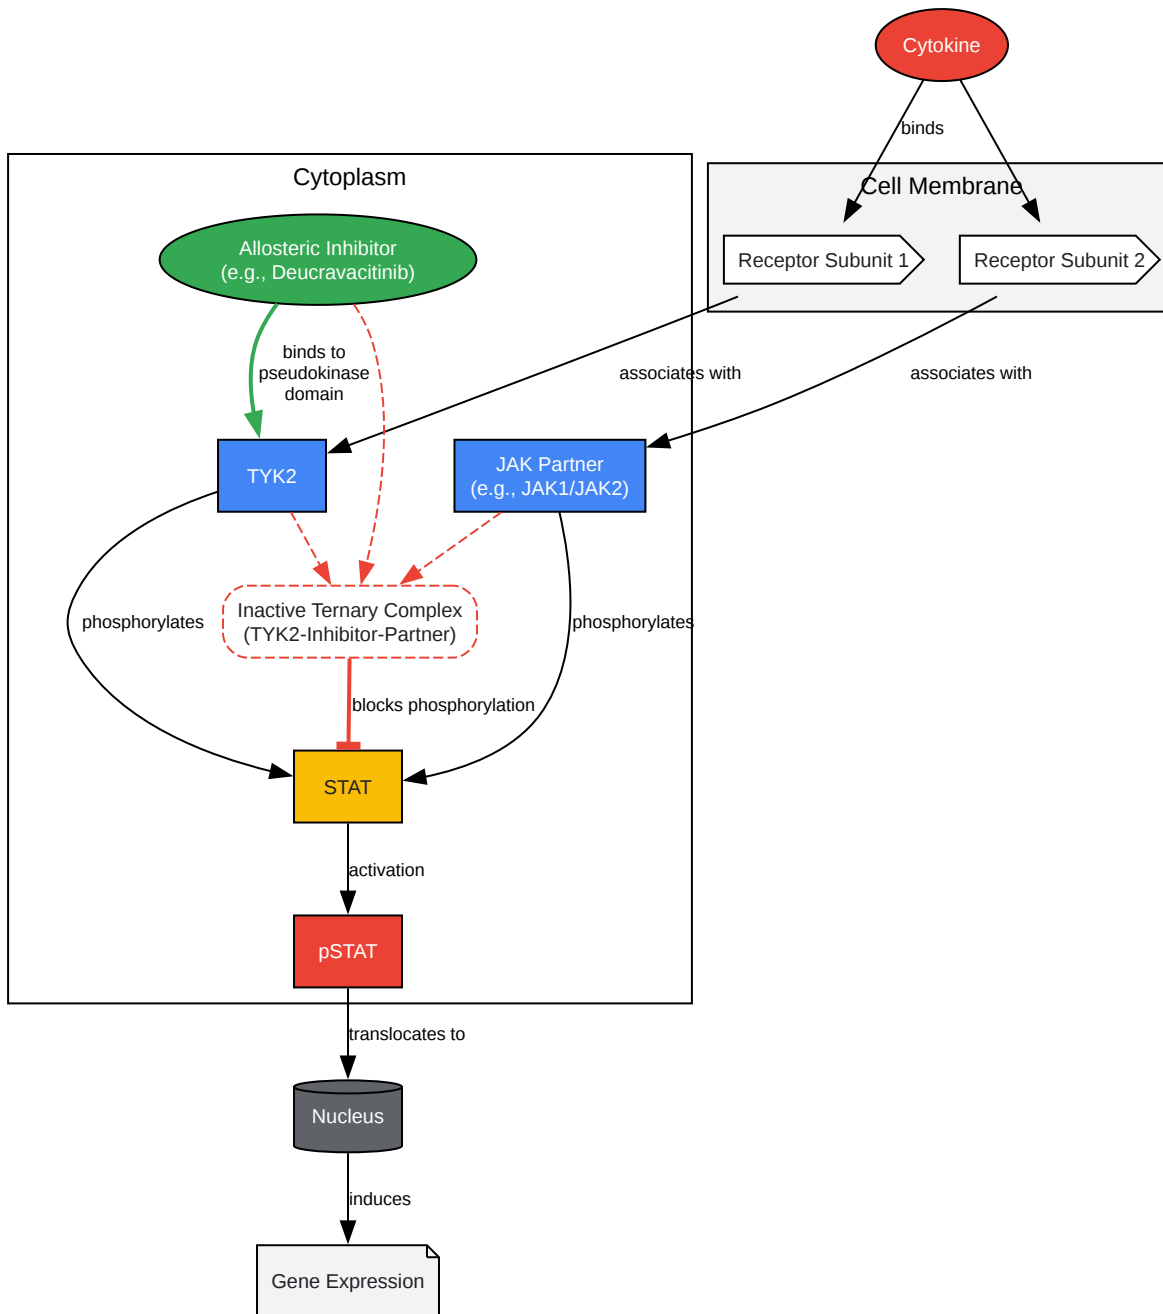 Cytokine
binds
Cytoplasm
Cell Membrane
Allosteric Inhibitor
(e.g., Deucravacitinib)
Receptor Subunit 1
Receptor Subunit 2
binds to
pseudokinase
domain
associates with
associates with
TYK2
JAK Partner
(e.g., JAK1/JAK2)
phosphorylates
Inactive Ternary Complex
(TYK2-Inhibitor-Partner)
phosphorylates
blocks phosphorylation
STAT
activation
pSTAT
translocates to
Nucleus
induces
Gene Expression